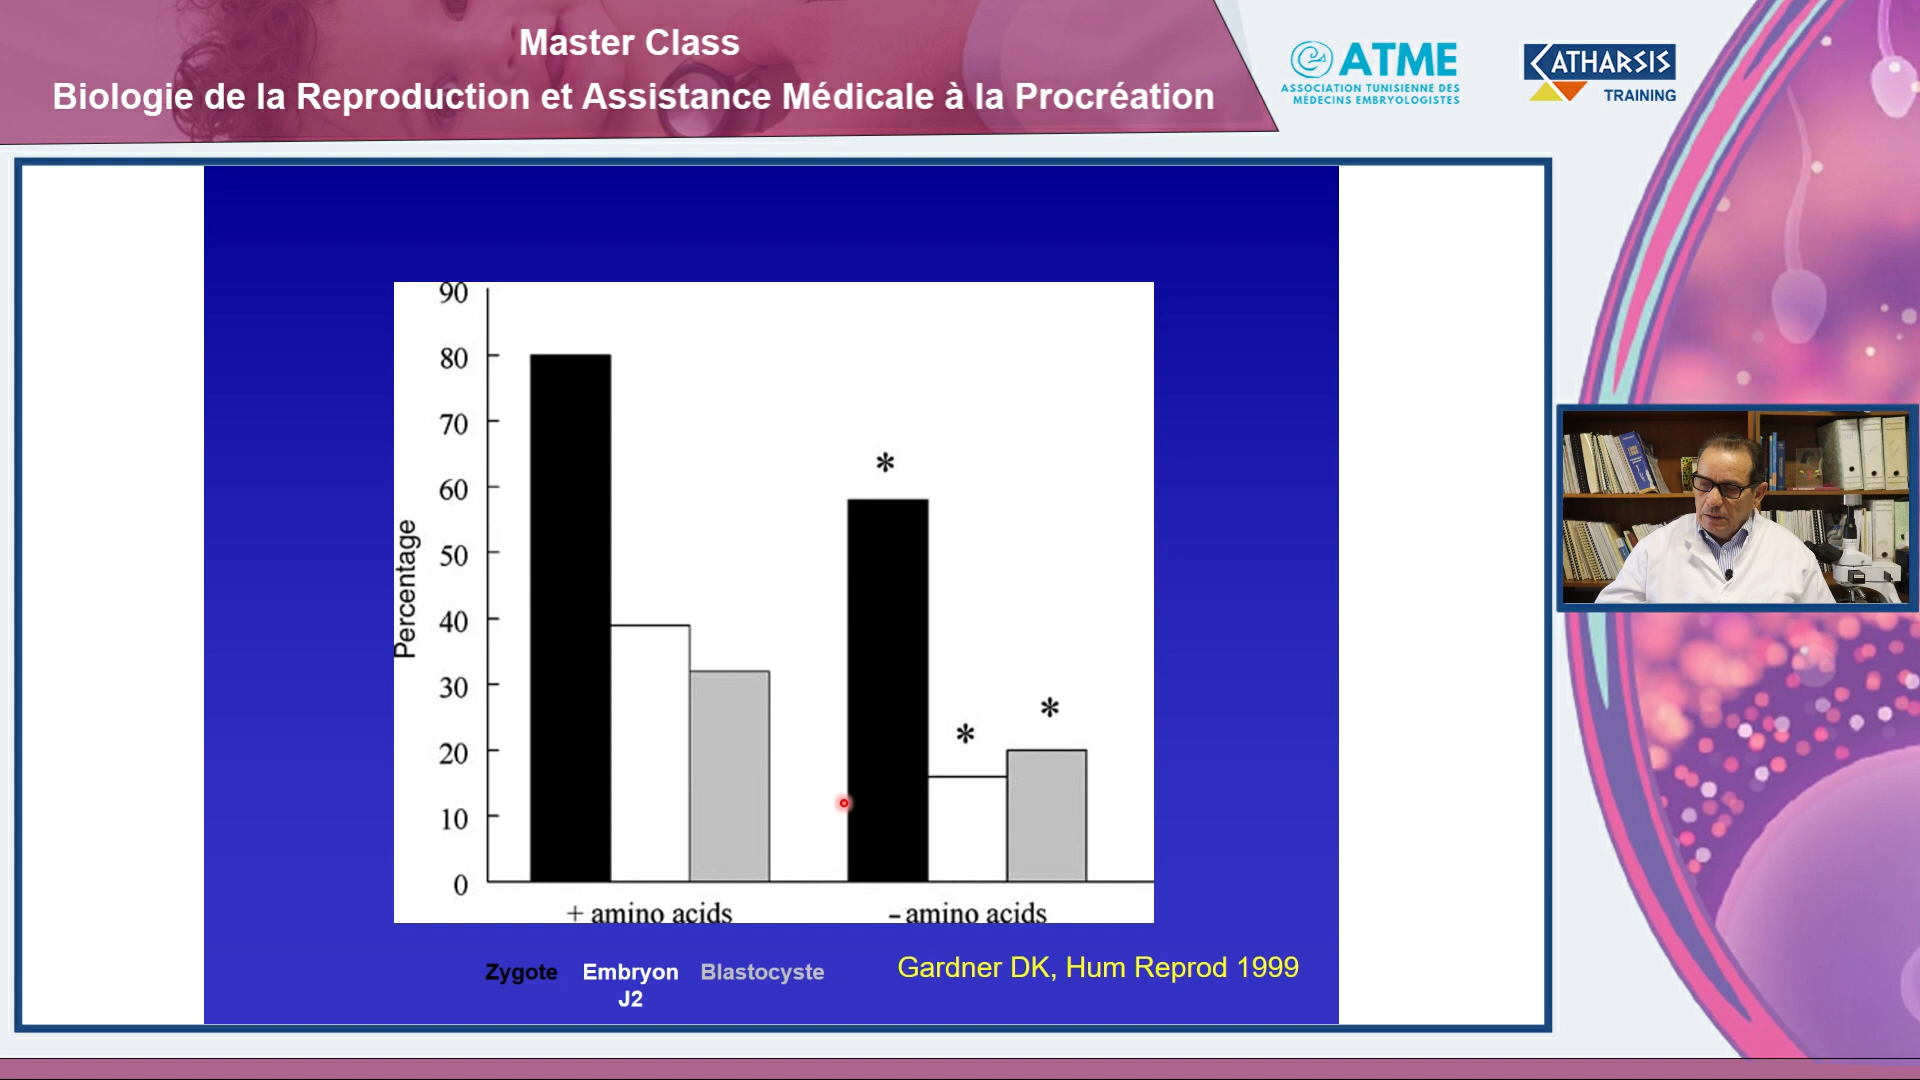 Master Class
Biologie de la Reproduction et Assistance Médicale à la Procréation
ATME
ASSOCIATION TUNISIENNE DES
MÉDECINS EMBRYOLOGISTES
CATHARSIS
TRAINING
90
80
70
60
50
40
30
20
10
0
Percentage
*
*
*
+ amino acids
– amino acids
Zygote Embryon Blastocyste
J2
Gardner DK, Hum Reprod 1999